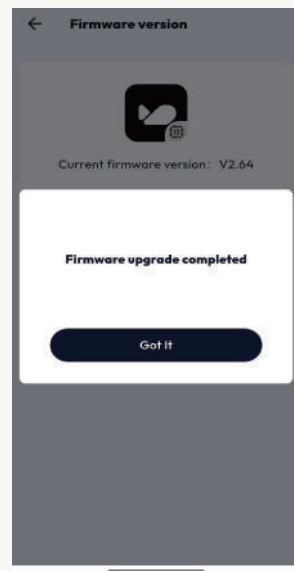 Firmware version
Current firmware version: V2.64
Firmware upgrade completed
Got It